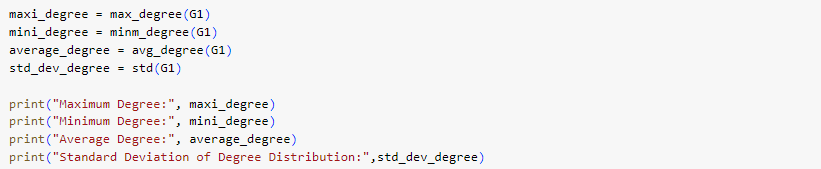 maxi_degree = max_degree(G1)
mini_degree = minm_degree(G1)
average_degree = avg_degree(G1)
std_dev_degree = std(G1)
print("Maximum Degree:", maxi_degree)
print("Minimum Degree:", mini_degree)
print("Average Degree:", average_degree)
print("Standard Deviation of Degree Distribution:",std_dev_degree)